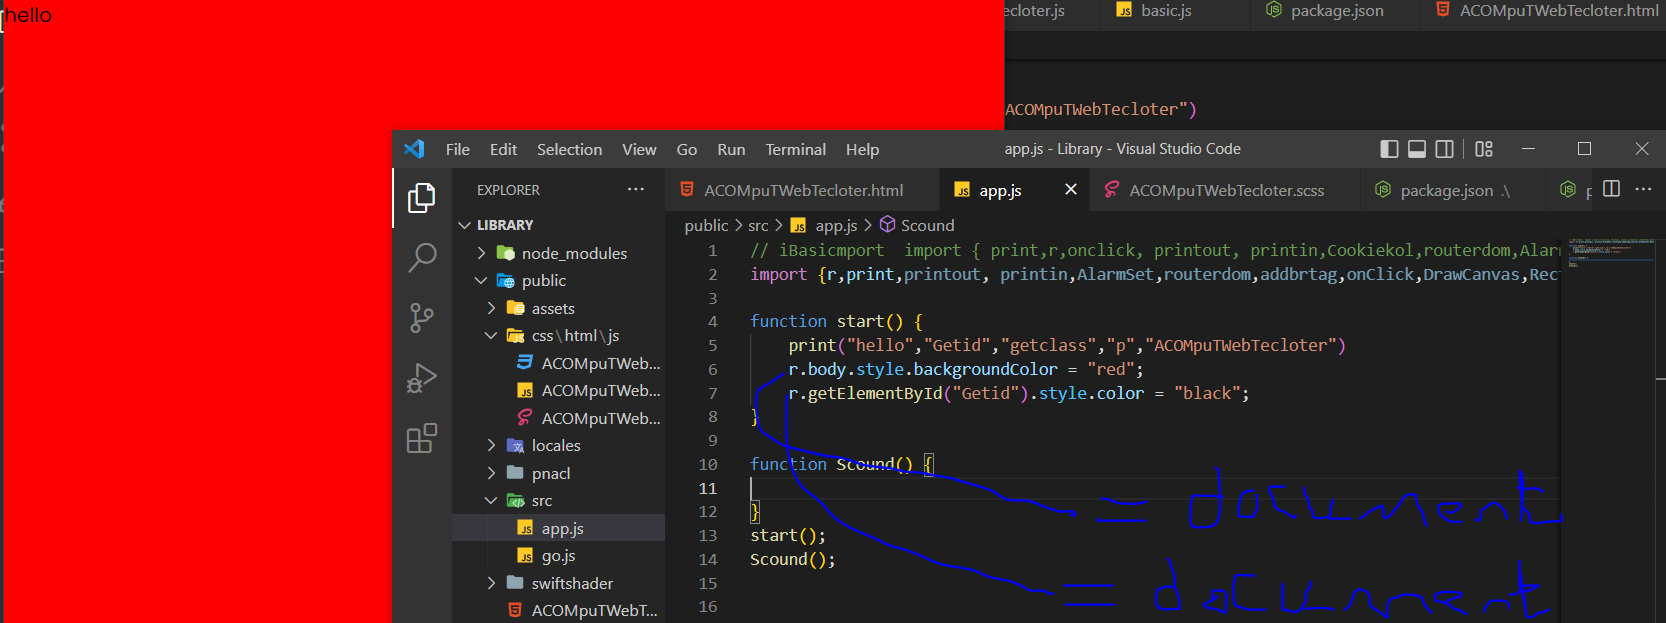 hello
ecloter.js basic.js package.json ACOMpuTWebTecloter.html
ACOMpuTWebTecloter")
File Edit Selection View Go Run Terminal Help app.js - Library - Visual Studio Code
EXPLORER ... ACOMpuTWebTecloter.html app.js ACOMpuTWebTecloter.scss package.json .\ ...
LIBRARY
public > src > app.js > Scound
node_modules
public
assets
css\html\js
ACOMpuTWeb...
ACOMpuTWeb...
ACOMpuTWeb...
locales
pnacl
src
app.js
go.js
swiftshader
ACOMpuTWebT...
1 // iBasicmport  import { print,r,onclick, printout, printin,Cookiekol,routerdom,Alarm
2 import {r,print,printout, printin,AlarmSet,routerdom,addbrtag,onClick,DrawCanvas,Rec
3
4 function start() {
5 print("hello","Getid","getclass","p","ACOMpuTWebTecloter")
6 r.body.style.backgroundColor = "red";
7 r.getElementById("Getid").style.color = "black";
8 }
9
10 function Scound() {
11
12 }
13 start();
14 Scound();
15
16
= document
= document